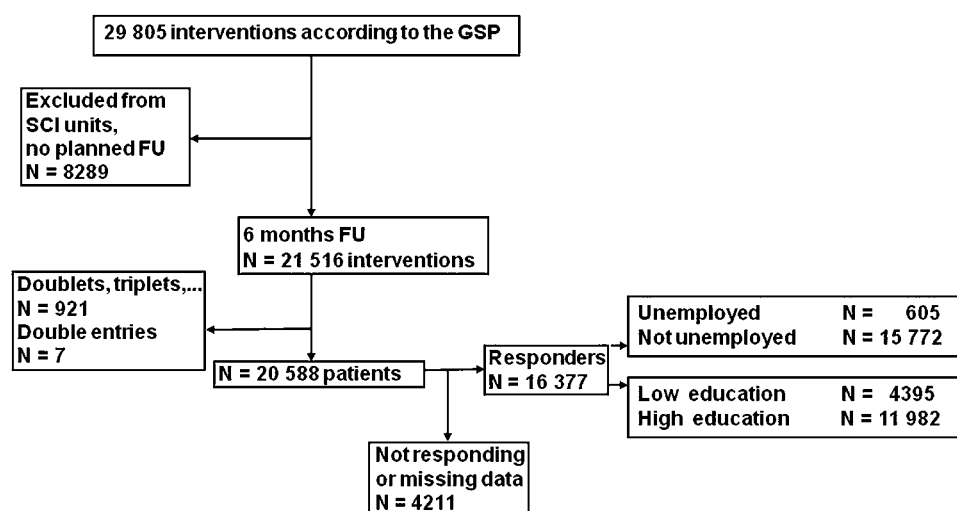 29 805 interventions according to the GSP
Excluded from
SCI units,
no planned FU
N = 8289
6 months FU
N = 21 516 interventions
Doublets, triplets,...
N = 921
Double entries
N = 7
N = 20 588 patients
Responders
N = 16 377
Unemployed N = 605
Not unemployed N = 15 772
Low education N = 4395
High education N = 11 982
Not responding
or missing data
N = 4211